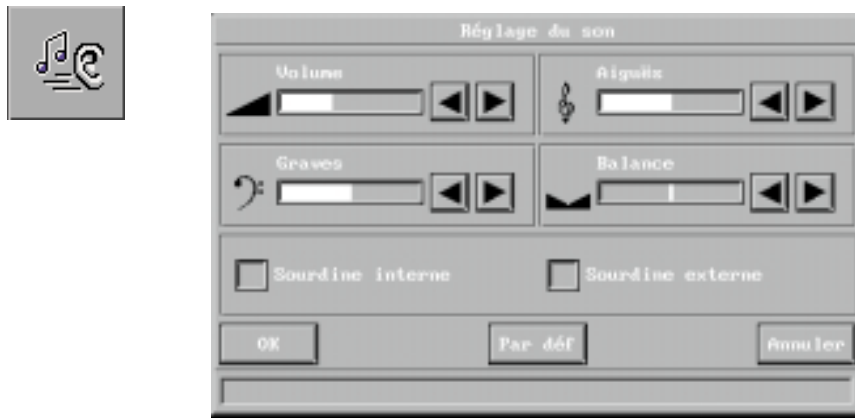 Réglage du son
Volume
Aiguës
Graves
Balance
Sourdine interne
Sourdine externe
OK
Par déf
Annuler